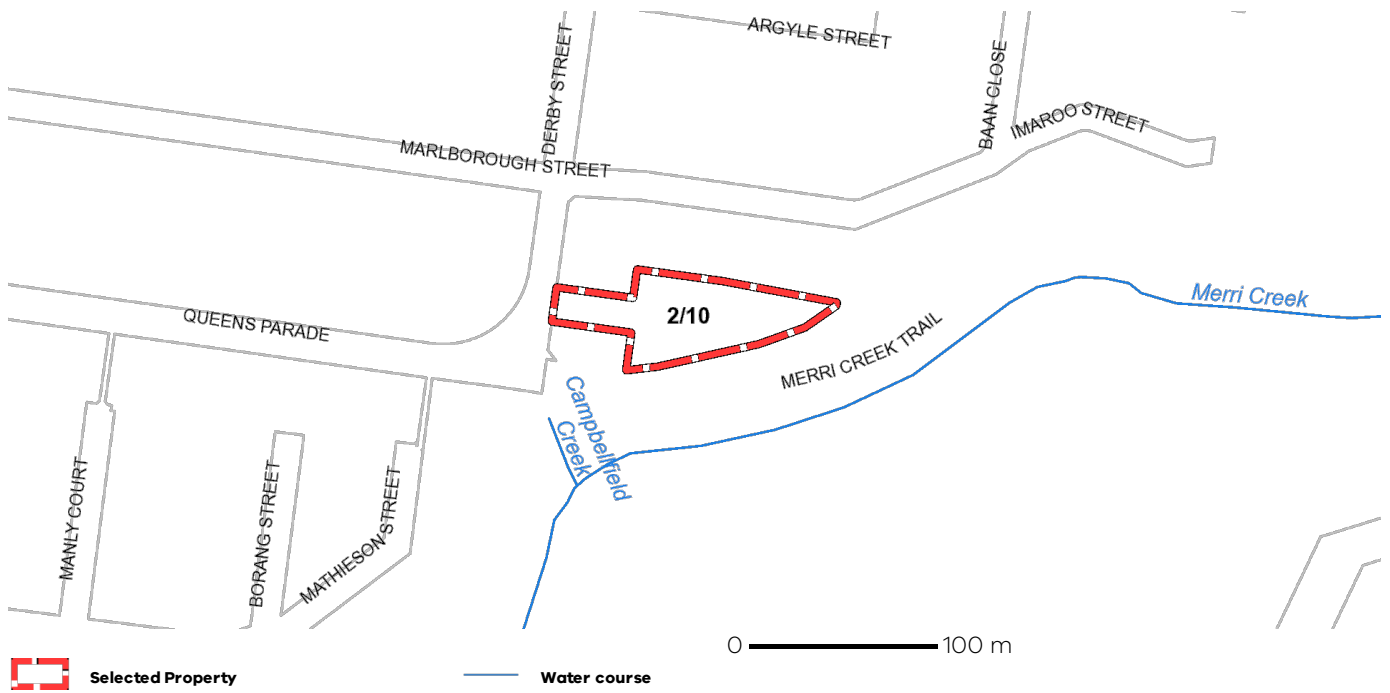 ARGYLE STREET
DERBY STREET
BAAN CLOSE
IMAROO STREET
MARLBOROUGH STREET
Merri Creek
2/10
QUEENS PARADE
MERRI CREEK TRAIL
Campbellfield
Creek
MANLY COURT
BORANG STREET
MATHIESON STREET
0 100 m
Selected Property
Water course